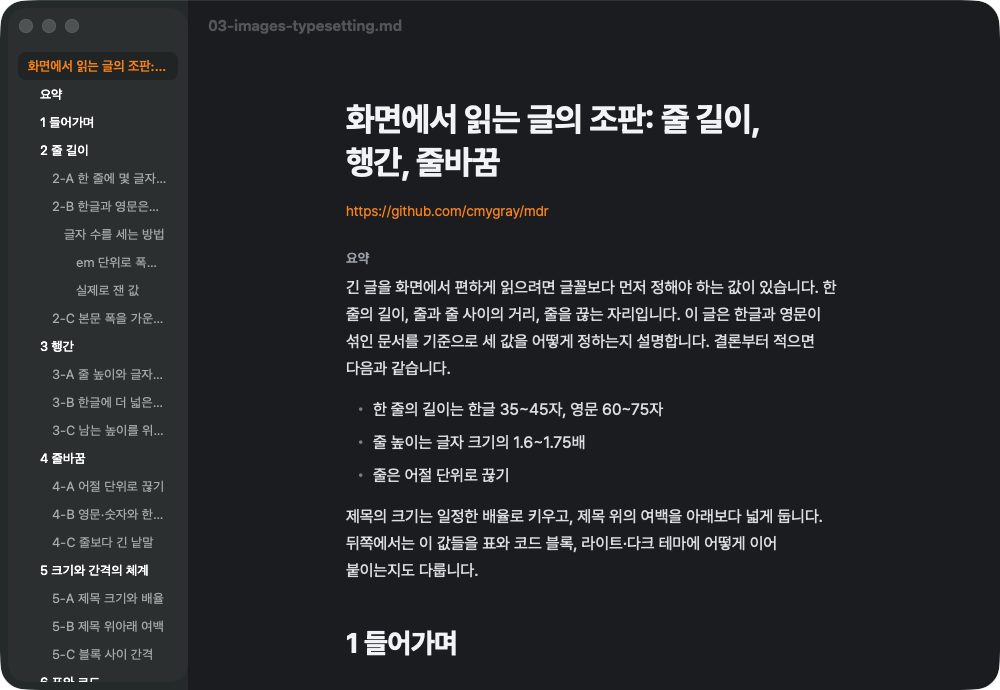 03-images-typesetting.md
화면에서 읽는 글의 조판:...
요약
1 들어가며
2 줄 길이
2-A 한 줄에 몇 글자...
2-B 한글과 영문은...
글자 수를 세는 방법
em 단위로 폭...
실제로 잰 값
2-C 본문 폭을 가운...
3 행간
3-A 줄 높이와 글자...
3-B 한글에 더 넓은...
3-C 남는 높이를 위...
4 줄바꿈
4-A 어절 단위로 끊기
4-B 영문·숫자와 한...
4-C 줄보다 긴 낱말
5 크기와 간격의 체계
5-A 제목 크기와 배율
5-B 제목 위아래 여백
5-C 블록 사이 간격
6 표와 코드
화면에서 읽는 글의 조판: 줄 길이,
행간, 줄바꿈
https://github.com/cmygray/mdr
요약
긴 글을 화면에서 편하게 읽으려면 글꼴보다 먼저 정해야 하는 값이 있습니다. 한
줄의 길이, 줄과 줄 사이의 거리, 줄을 끊는 자리입니다. 이 글은 한글과 영문이
섞인 문서를 기준으로 세 값을 어떻게 정하는지 설명합니다. 결론부터 적으면
다음과 같습니다.
• 한 줄의 길이는 한글 35~45자, 영문 60~75자
• 줄 높이는 글자 크기의 1.6~1.75배
• 줄은 어절 단위로 끊기
제목의 크기는 일정한 배율로 키우고, 제목 위의 여백을 아래보다 넓게 둡니다.
뒤쪽에서는 이 값들을 표와 코드 블록, 라이트·다크 테마에 어떻게 이어
붙이는지도 다룹니다.
1 들어가며